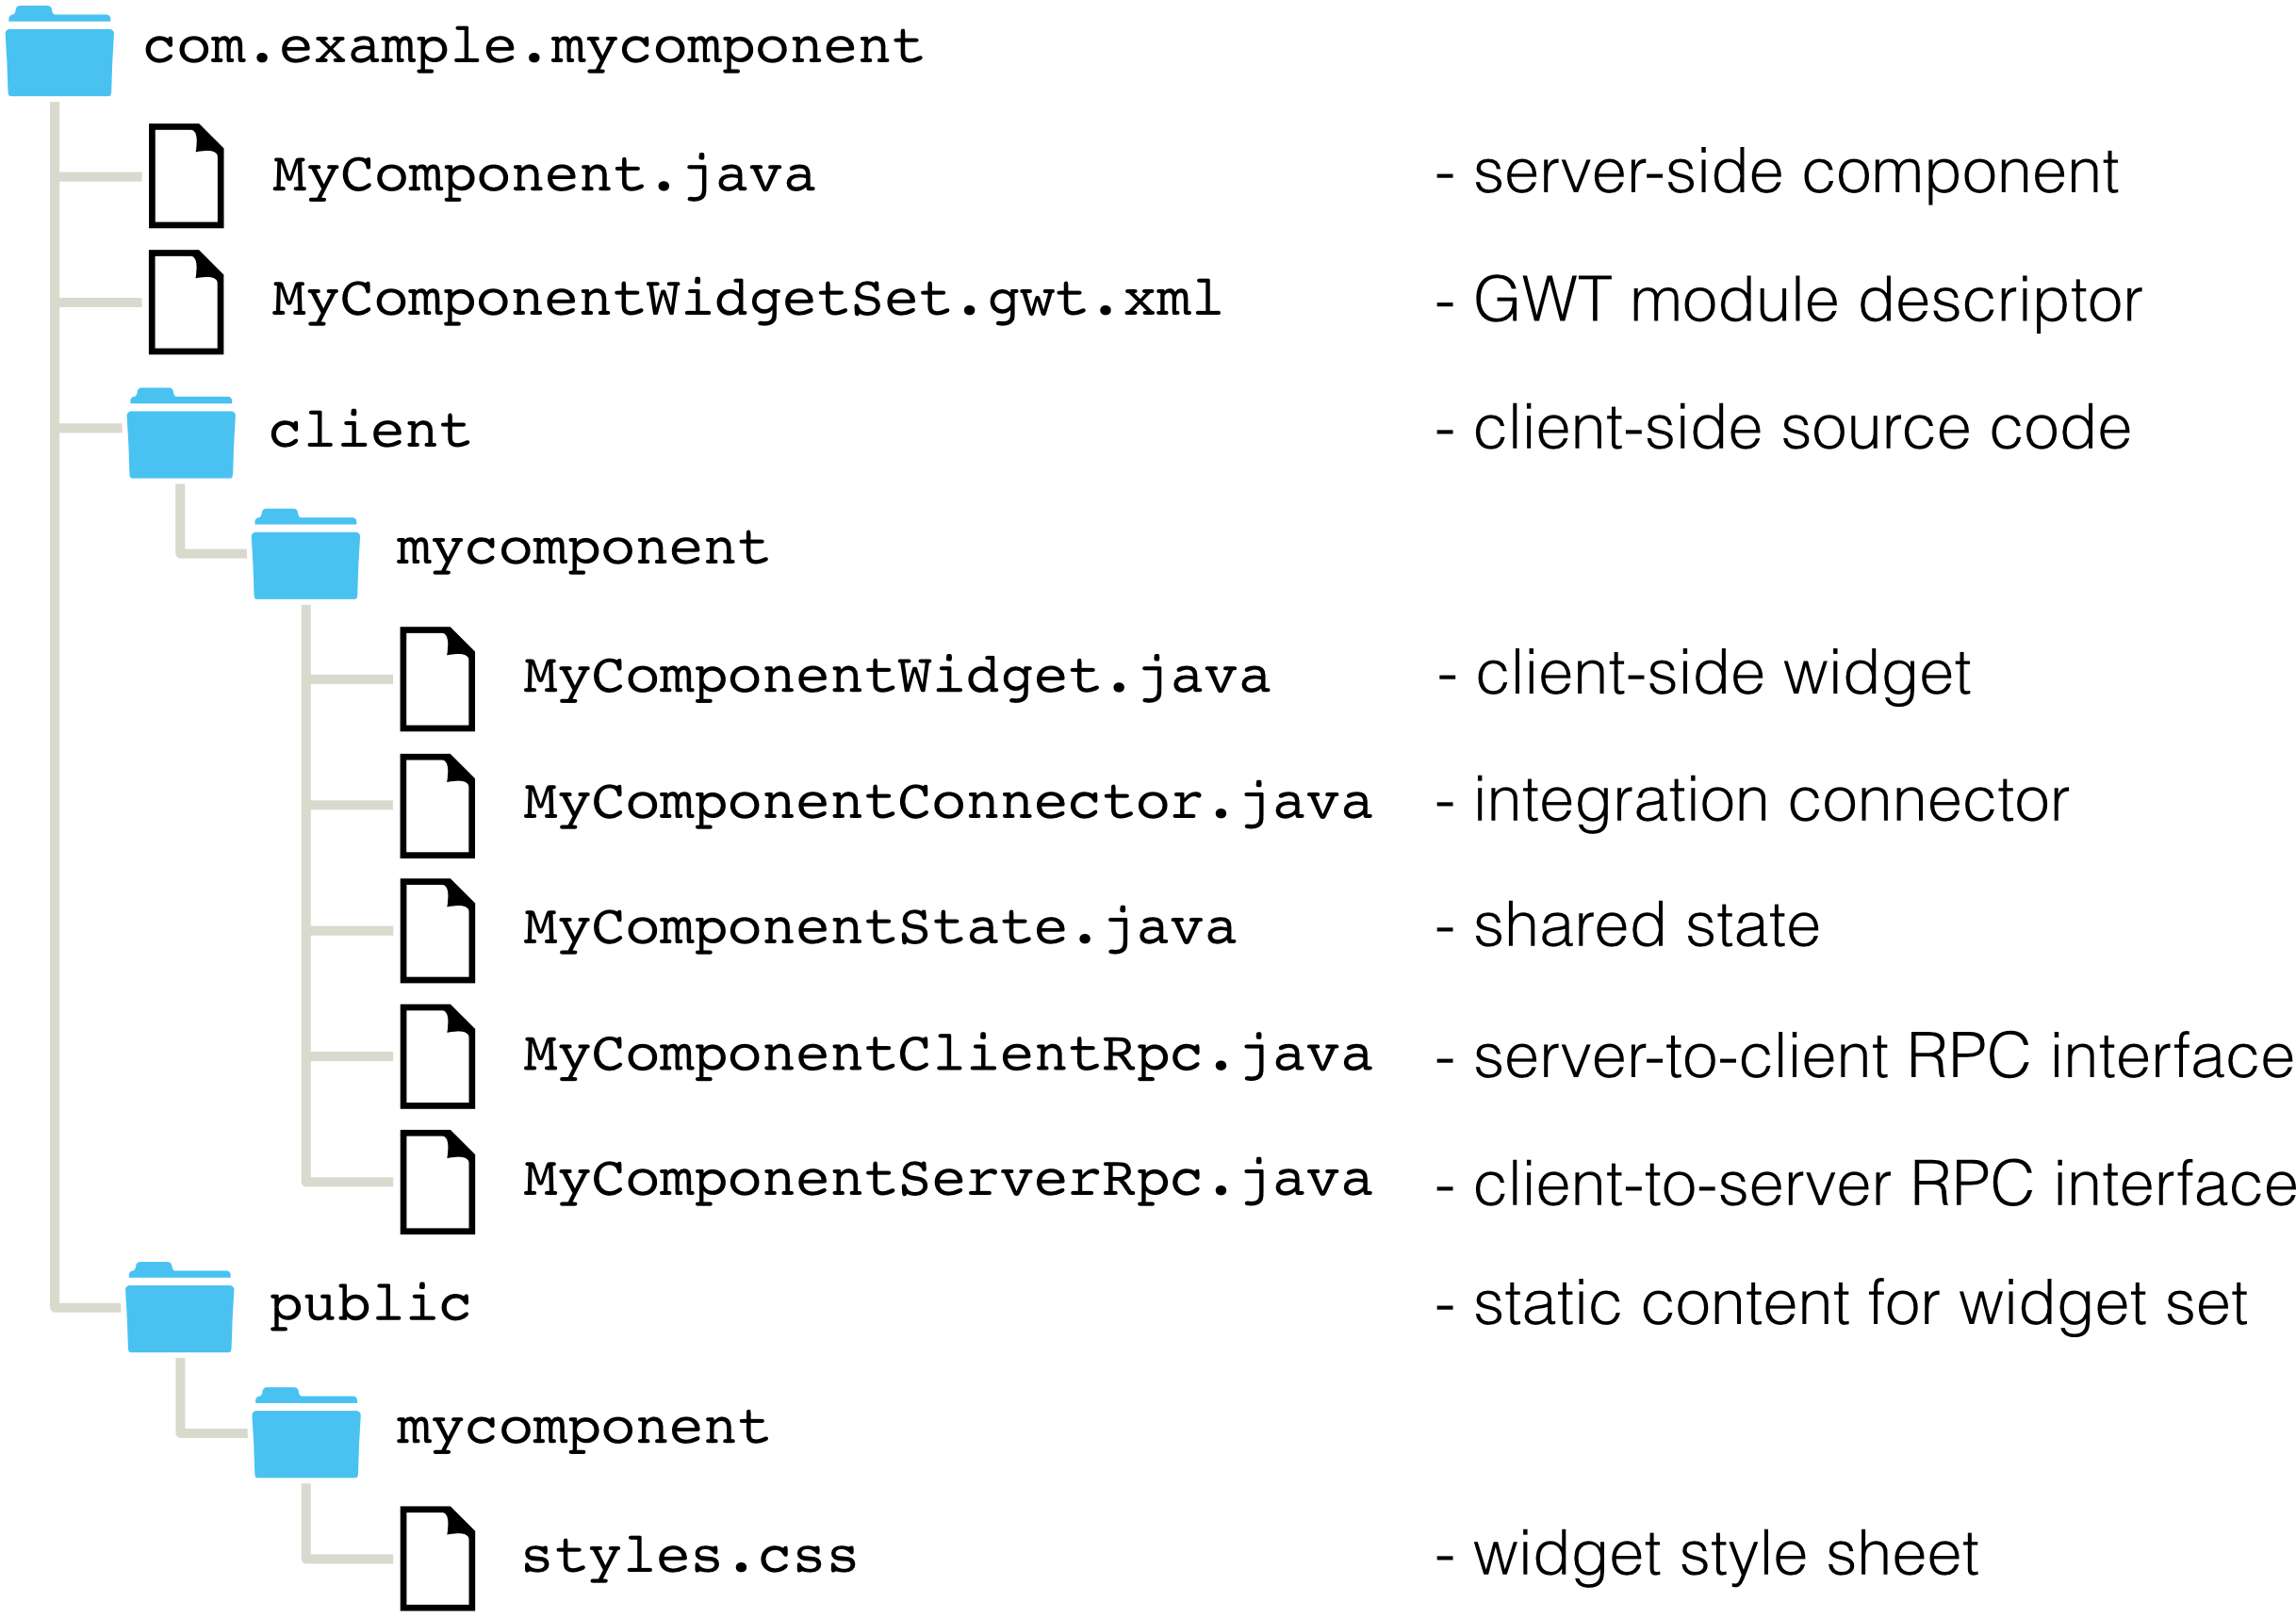 com.example.mycomponent
MyComponent.java - server-side component
MyComponentWidgetSet.gwt.xml - GWT module descriptor
client - client-side source code
mycomponent
MyComponentWidget.java - client-side widget
MyComponentConnector.java - integration connector
MyComponentState.java - shared state
MyComponentClientRpc.java - server-to-client RPC interface
MyComponentServerRpc.java - client-to-server RPC interface
public - static content for widget set
mycomponent
styles.css - widget style sheet